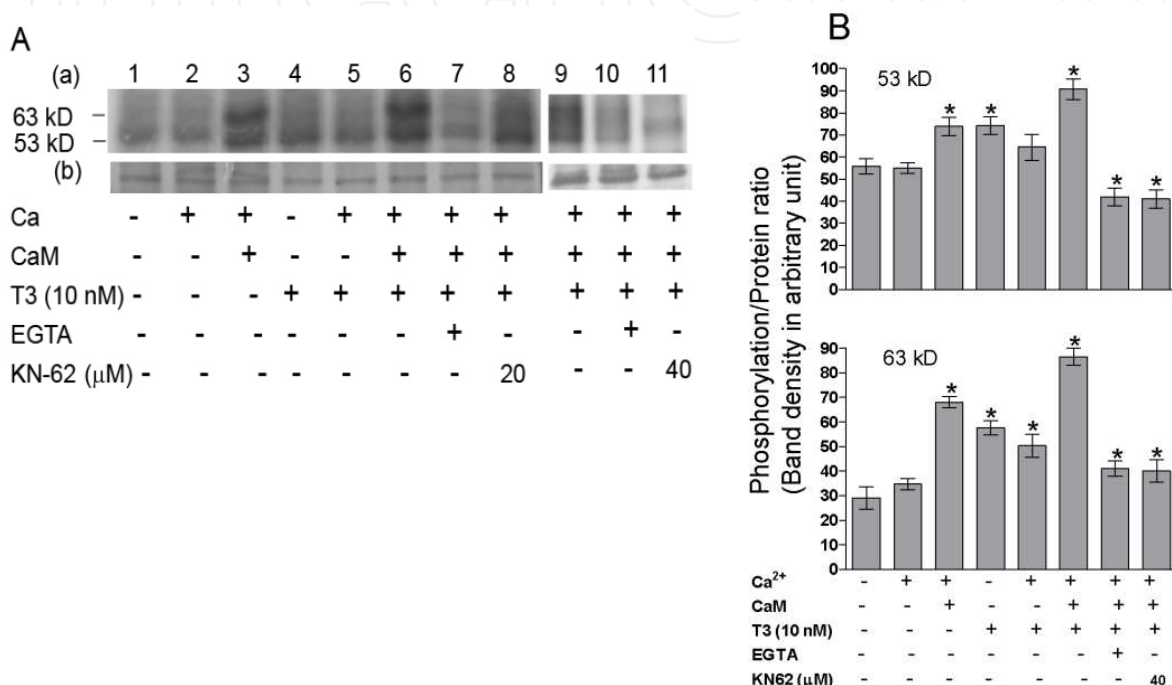 A
(a) 1 2 3 4 5 6 7 8 9 10 11
63 kD
53 kD
(b)
Ca - + + - + + + + + + +
CaM - - + - - + + + + + +
T3 (10 nM) - - - + + + + + + + +
EGTA - - - - - - + - - + -
KN-62 (μM) - - - - - - - 20 - - 40
B
Phosphorylation/Protein ratio
(Band density in arbitrary unit)
53 kD
100
90
80
70
60
50
40
30
20
10
0
* * * * *
63 kD
90
80
70
60
50
40
30
20
10
0
* * * * * *
Ca2+ - + + - + + + +
CaM - - + - - + + +
T3 (10 nM) - - - + + + + +
EGTA - - - - - - + -
KN62 (μM) - - - - - - - 40